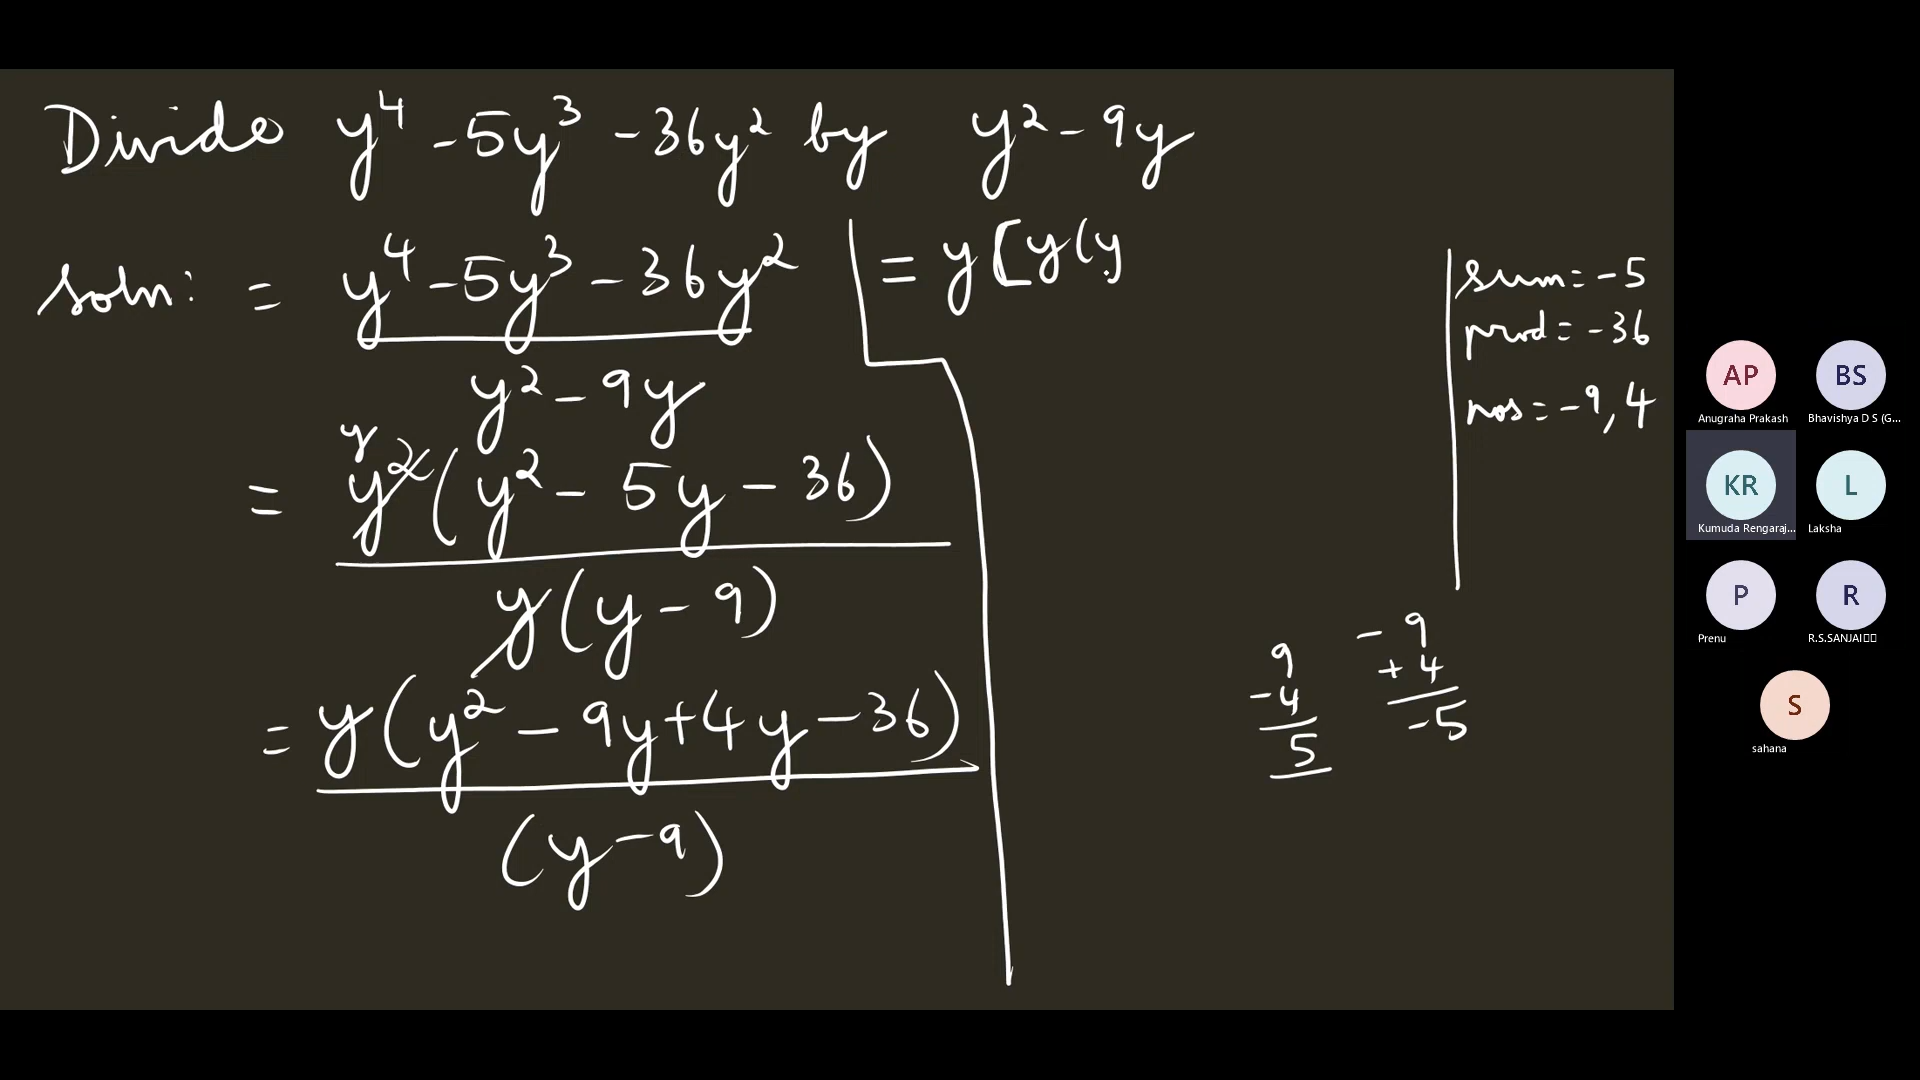 Divide y⁴ - 5y³ - 36y² by y² - 9y
soln: = y⁴ - 5y³ - 36y²
y² - 9y
y
= y² (y² - 5y - 36)
y (y - 9)
= y (y² - 9y + 4y - 36)
(y - 9)
= y [y(y
sum = -5
prod = -36
nos = -9, 4
9
-4
5
-9
+4
-5
AP
Anugraha Prakash
BS
Bhavishya D S (G...
KR
Kumuda Rengaraj...
L
Laksha
P
Prenu
R
R.S.SANJAI
S
sahana